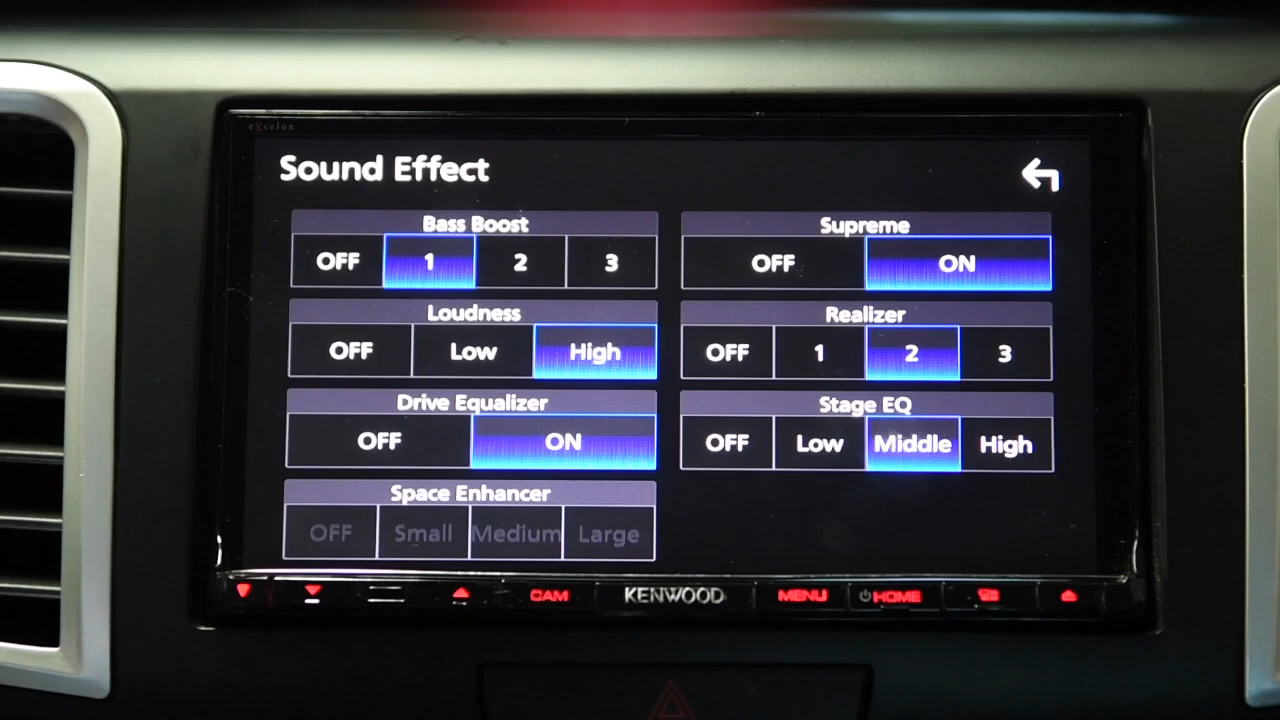 eXcelon
Sound Effect
Bass Boost
OFF 1 2 3
Supreme
OFF ON
Loudness
OFF Low High
Realizer
OFF 1 2 3
Drive Equalizer
OFF ON
Stage EQ
OFF Low Middle High
Space Enhancer
OFF Small Medium Large
CAM KENWOOD MENU HOME